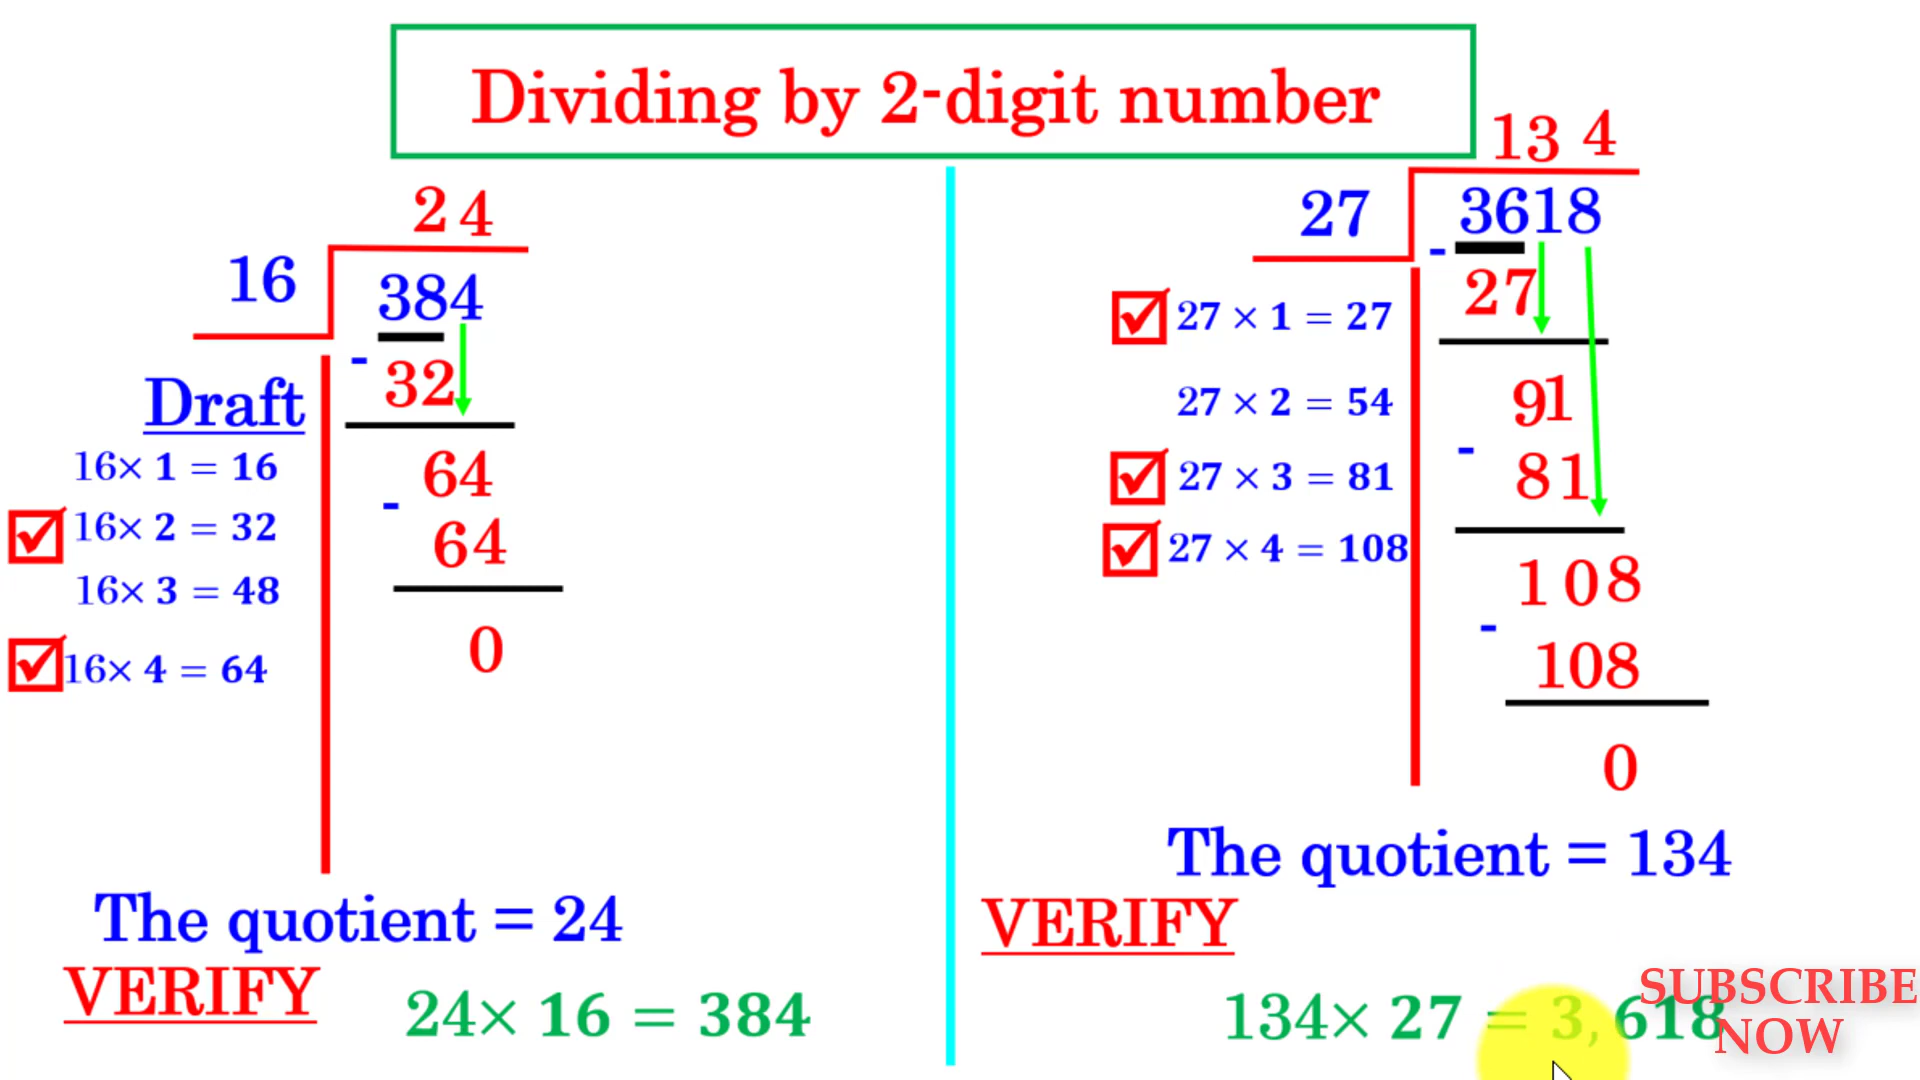 Dividing by 2-digit number
24
16
384
- 32
Draft
16× 1 = 16
16× 2 = 32
16× 3 = 48
16× 4 = 64
64
- 64
0
The quotient = 24
VERIFY
24× 16 = 384
134
27
3618
- 27
27 × 1 = 27
27 × 2 = 54
27 × 3 = 81
27 × 4 = 108
91
- 81
108
- 108
0
The quotient = 134
VERIFY
134× 27 = 3,618
SUBSCRIBE
NOW